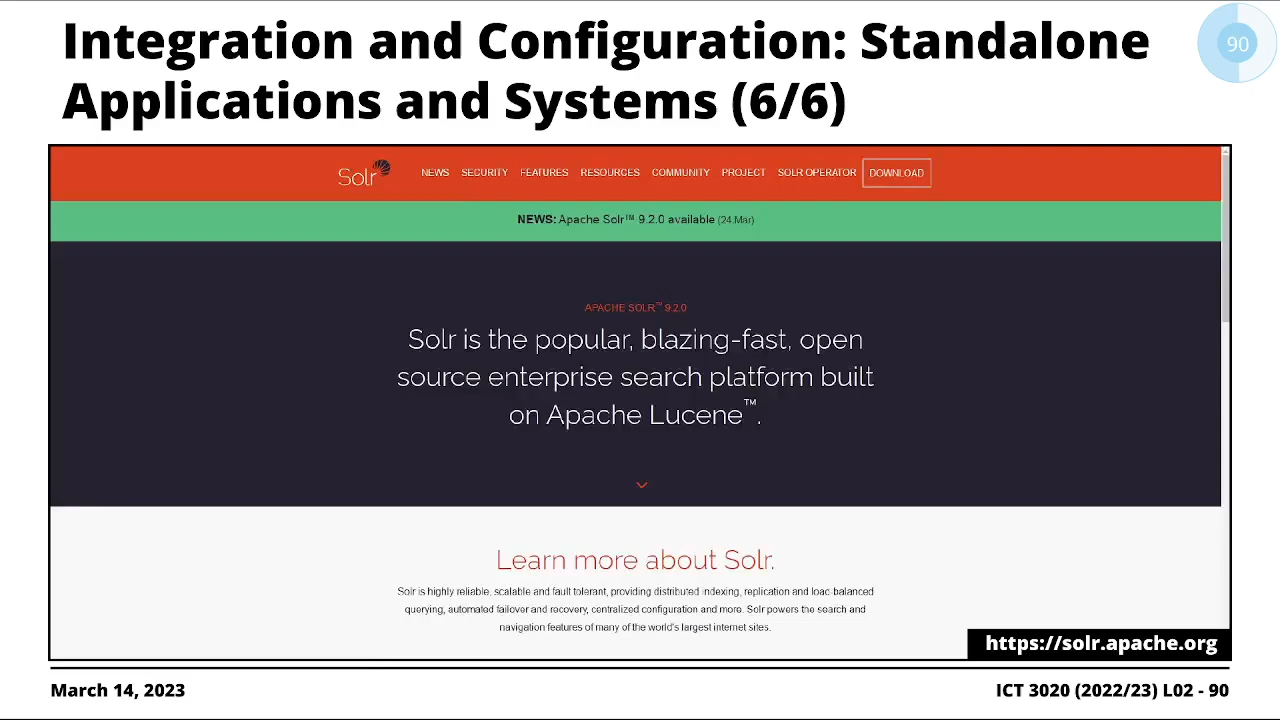 Integration and Configuration: Standalone
Applications and Systems (6/6)
90
Solr NEWS SECURITY FEATURES RESOURCES COMMUNITY PROJECT SOLR OPERATOR DOWNLOAD
NEWS: Apache Solr™ 9.2.0 available (24.Mar)
APACHE SOLR™ 9.2.0
Solr is the popular, blazing-fast, open
source enterprise search platform built
on Apache Lucene™.
Learn more about Solr.
Solr is highly reliable, scalable and fault tolerant, providing distributed indexing, replication and load-balanced
querying, automated failover and recovery, centralized configuration and more. Solr powers the search and
navigation features of many of the world's largest internet sites.
https://solr.apache.org
March 14, 2023
ICT 3020 (2022/23) L02 - 90